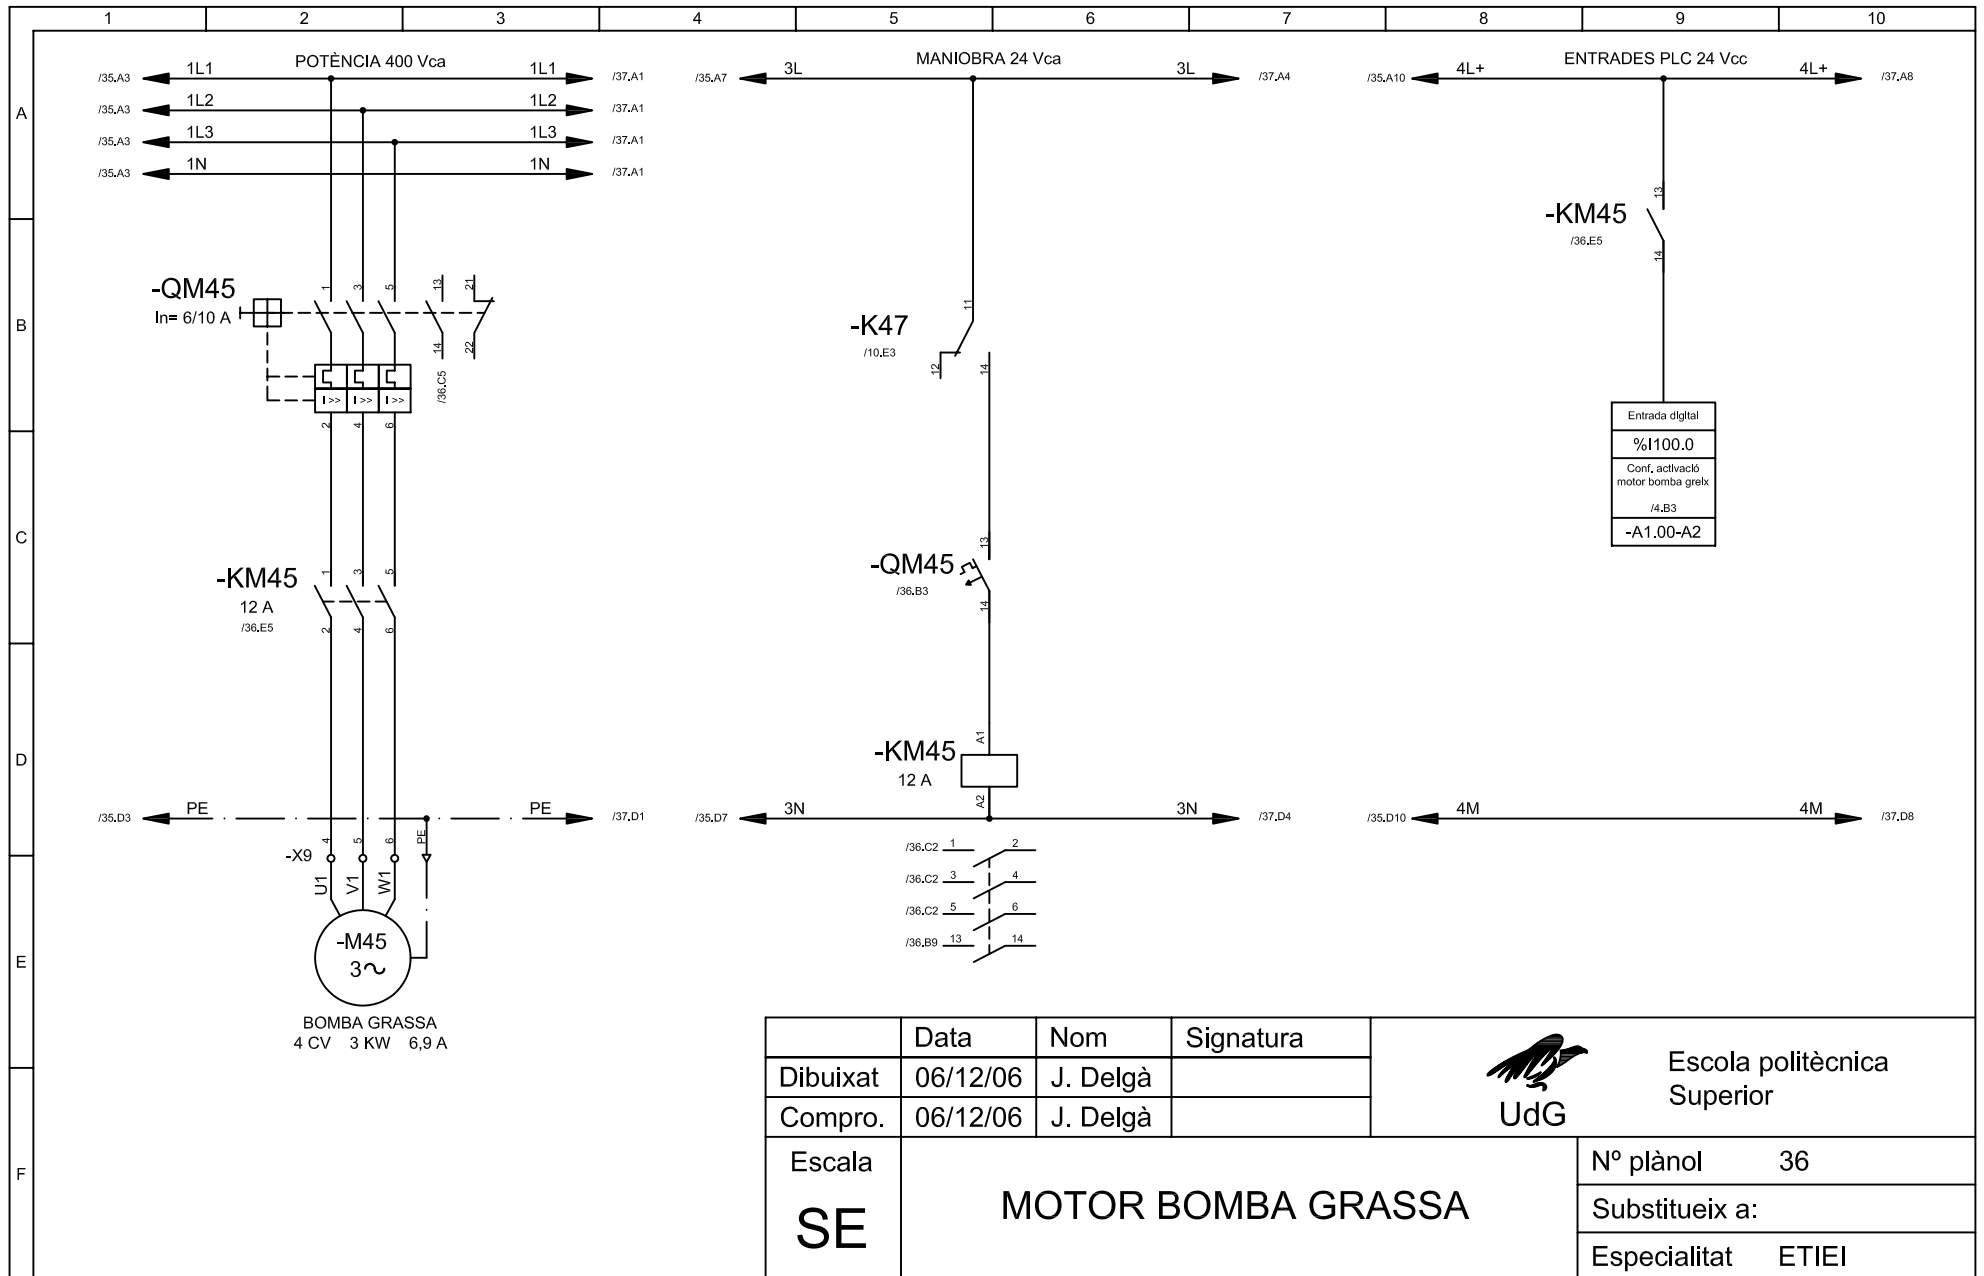 1 2 3 4 5 6 7 8 9 10
A
B
C
D
E
F
POTÈNCIA 400 Vca
/35.A3 1L1 1L1 /37.A1
/35.A3 1L2 1L2 /37.A1
/35.A3 1L3 1L3 /37.A1
/35.A3 1N 1N /37.A1
-QM45
In= 6/10 A
1 3 5 13 21
14 22
/36.C5
I >> I >> I >>
2 4 6
-KM45
12 A
/36.E5
1 3 5
2 4 6
/35.D3 PE PE /37.D1
-X9
4 5 6 PE
U1 V1 W1
-M45
3~
BOMBA GRASSA
4 CV 3 KW 6,9 A
MANIOBRA 24 Vca
/35.A7 3L 3L /37.A4
-K47
/10.E3
11
12 14
-QM45
/36.B3
13
14
-KM45
12 A
A1
A2
/35.D7 3N 3N /37.D4
/36.C2 1 2
/36.C2 3 4
/36.C2 5 6
/36.B9 13 14
ENTRADES PLC 24 Vcc
/35.A10 4L+ 4L+ /37.A8
-KM45
/36.E5
13
14
Entrada digital
%I100.0
Conf. activació
motor bomba greix
/4.B3
-A1.00-A2
/35.D10 4M 4M /37.D8
Data Nom Signatura
Dibuixat 06/12/06 J. Delgà
Compro. 06/12/06 J. Delgà
UdG
Escola politècnica
Superior
Escala
SE
MOTOR BOMBA GRASSA
Nº plànol 36
Substitueix a:
Especialitat ETIEI